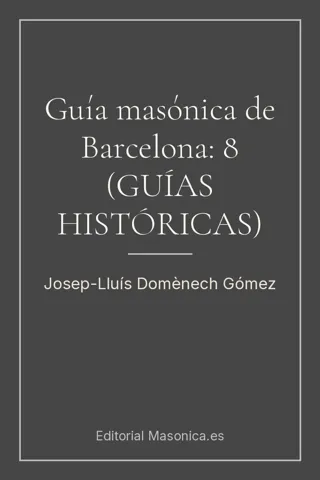 Guía masónica de
Barcelona: 8
(GUÍAS
HISTÓRICAS)
Josep-Lluís Domènech Gómez
Editorial Masonica.es